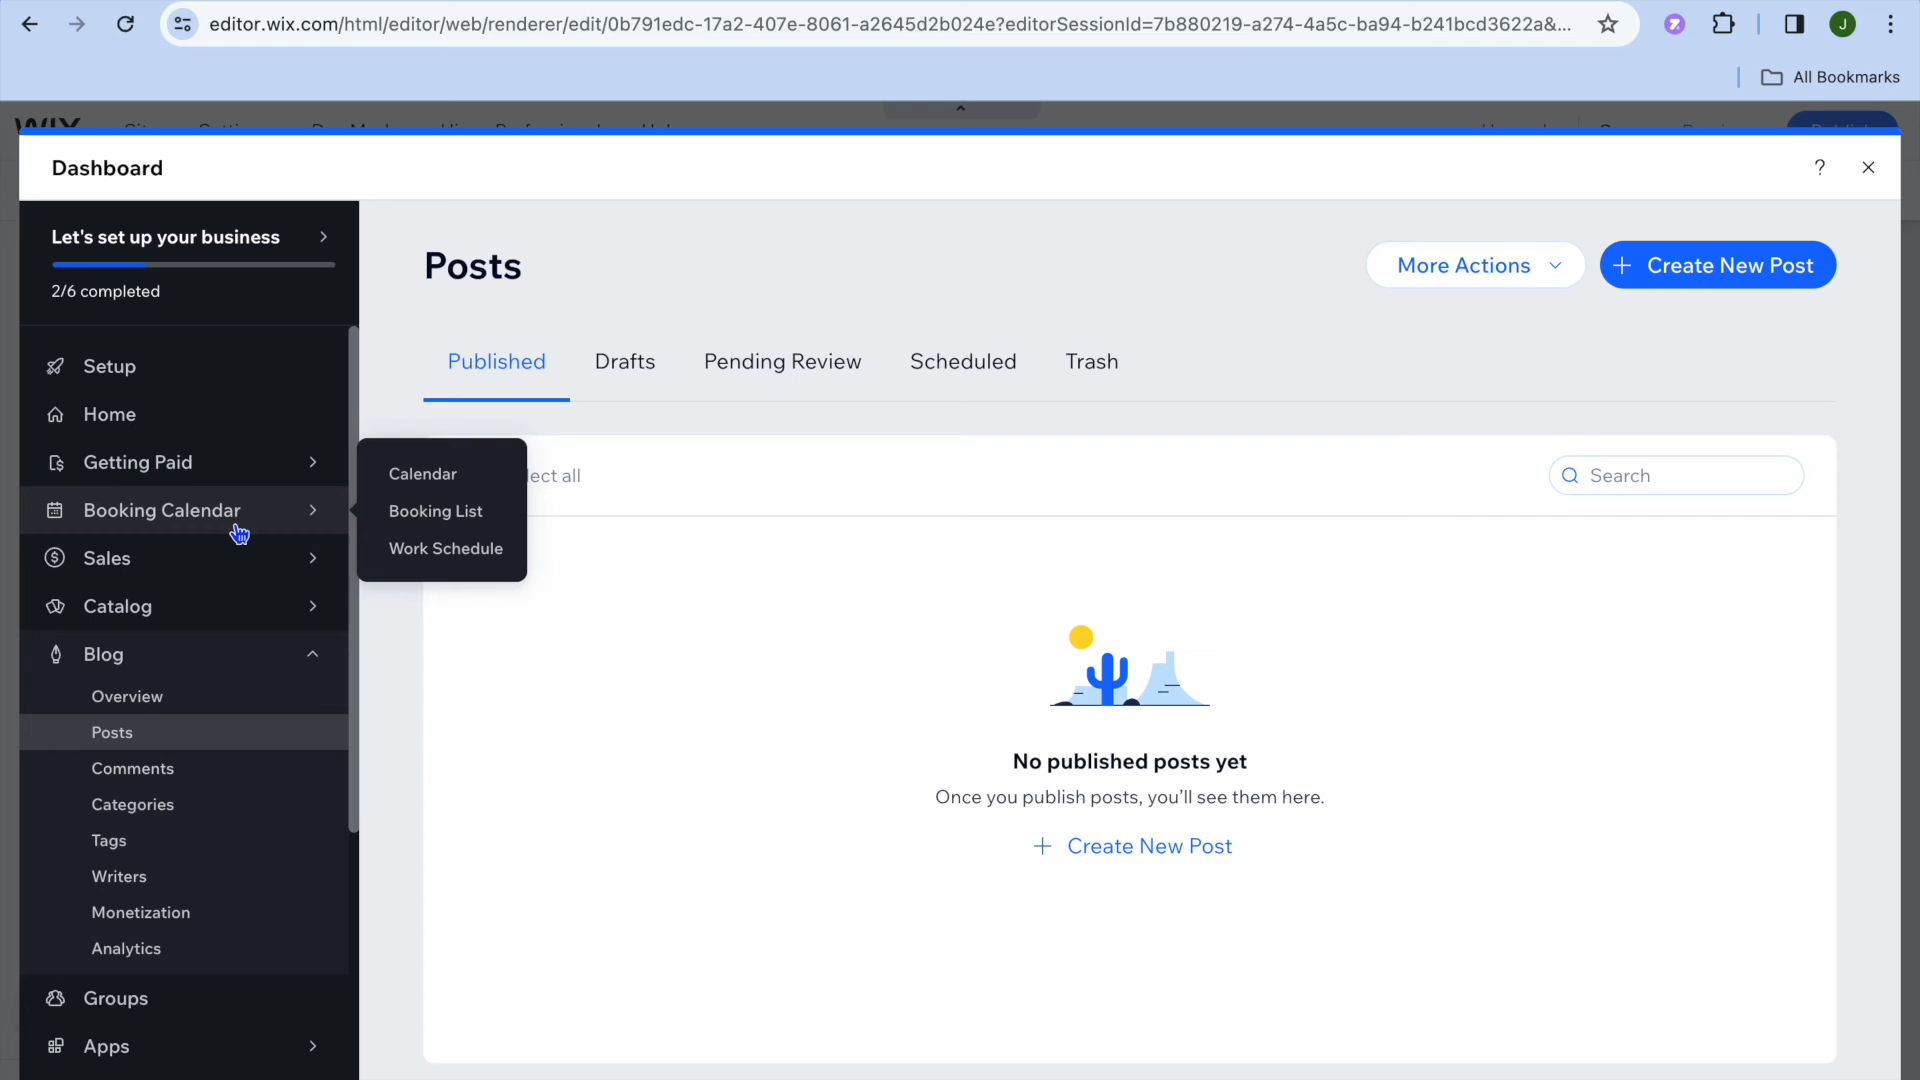 editor.wix.com/html/editor/web/renderer/edit/0b791edc-17a2-407e-8061-a2645d2b024e?editorSessionId=7b880219-a274-4a5c-ba94-b241bcd3622a&...
J
All Bookmarks
WIX
Dashboard
?
Let's set up your business
2/6 completed
Setup
Home
Getting Paid
Booking Calendar
Sales
Catalog
Blog
Overview
Posts
Comments
Categories
Tags
Writers
Monetization
Analytics
Groups
Apps
Calendar
Booking List
Work Schedule
Posts
More Actions
+ Create New Post
Published
Drafts
Pending Review
Scheduled
Trash
lect all
Search
No published posts yet
Once you publish posts, you'll see them here.
+ Create New Post